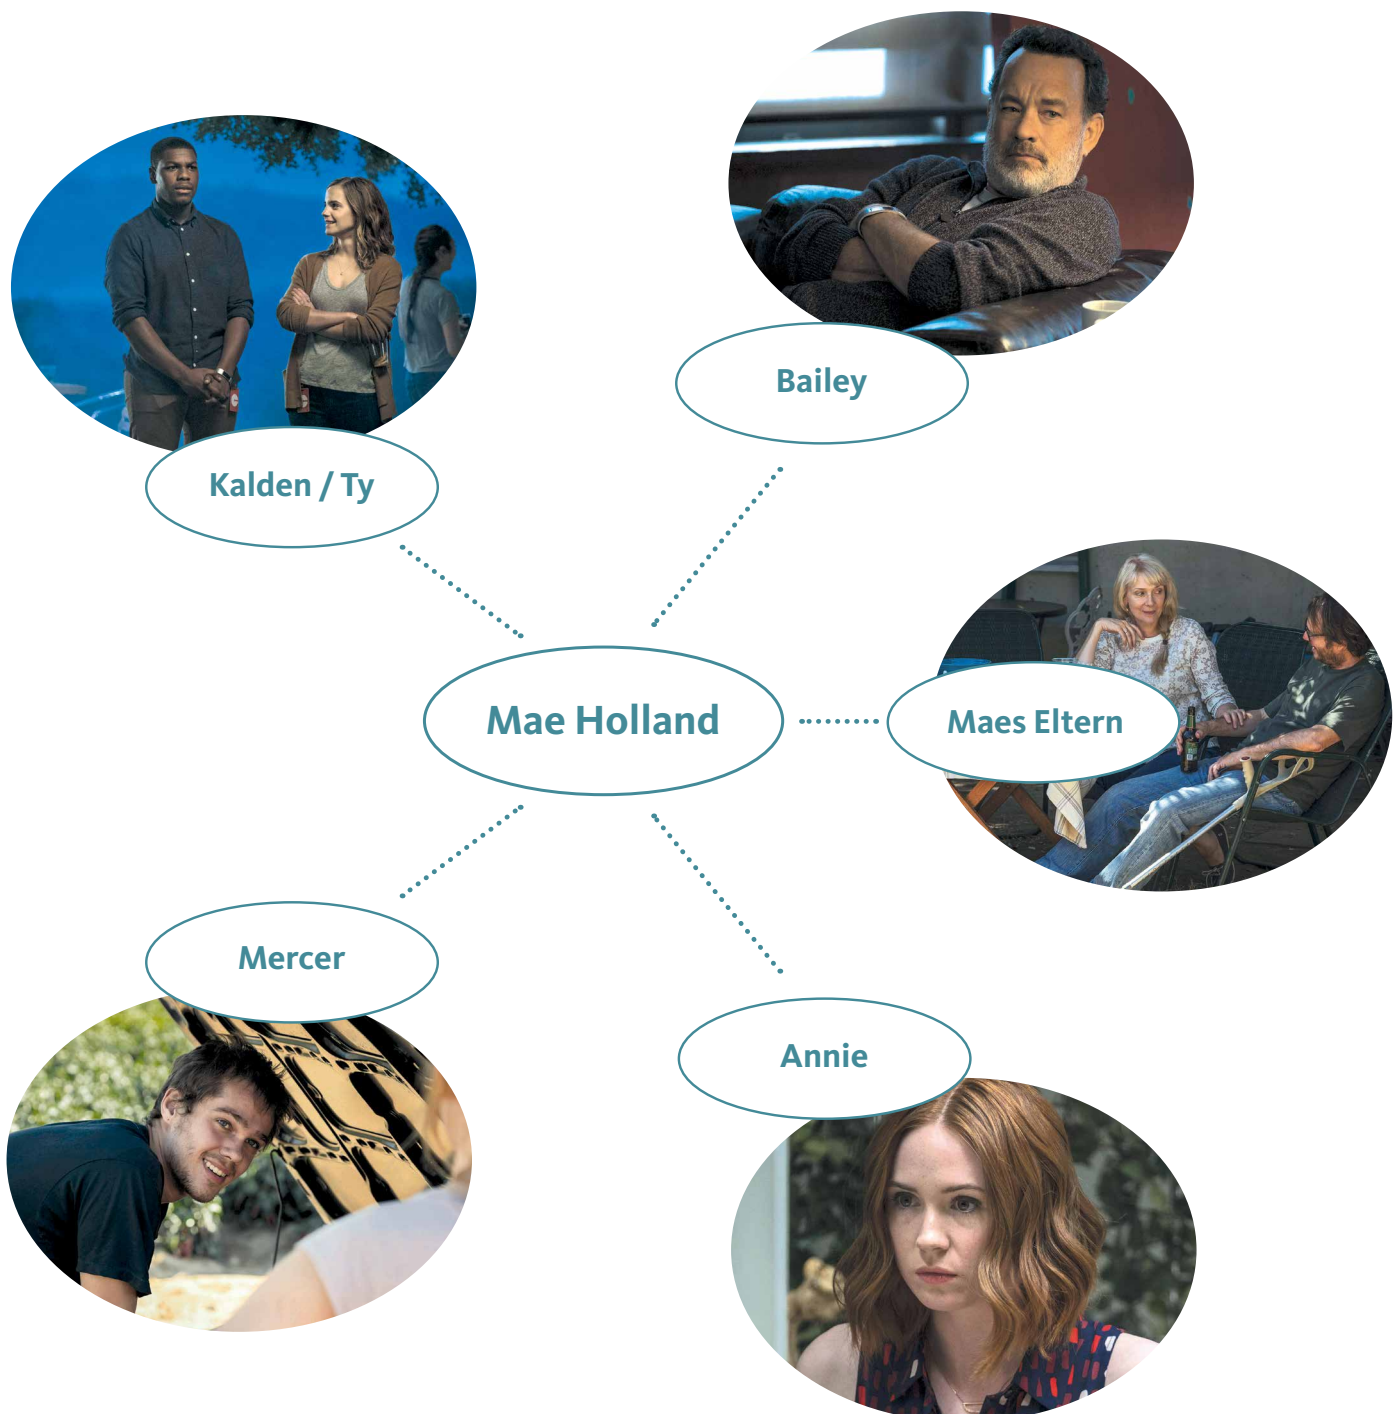 Bailey
Kalden / Ty
Mae Holland
Maes Eltern
Mercer
Annie